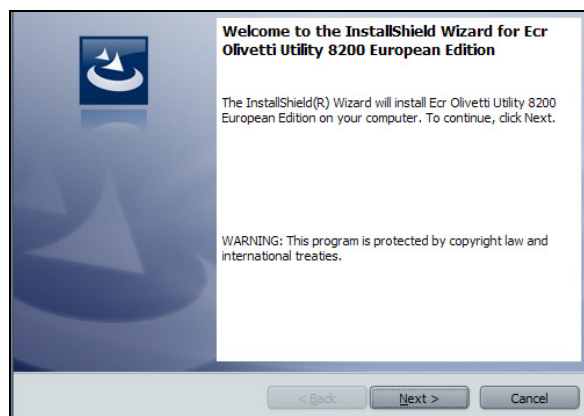 Welcome to the InstallShield Wizard for Ecr
Olivetti Utility 8200 European Edition
The InstallShield(R) Wizard will install Ecr Olivetti Utility 8200
European Edition on your computer. To continue, click Next.
WARNING: This program is protected by copyright law and
international treaties.
< Back Next > Cancel